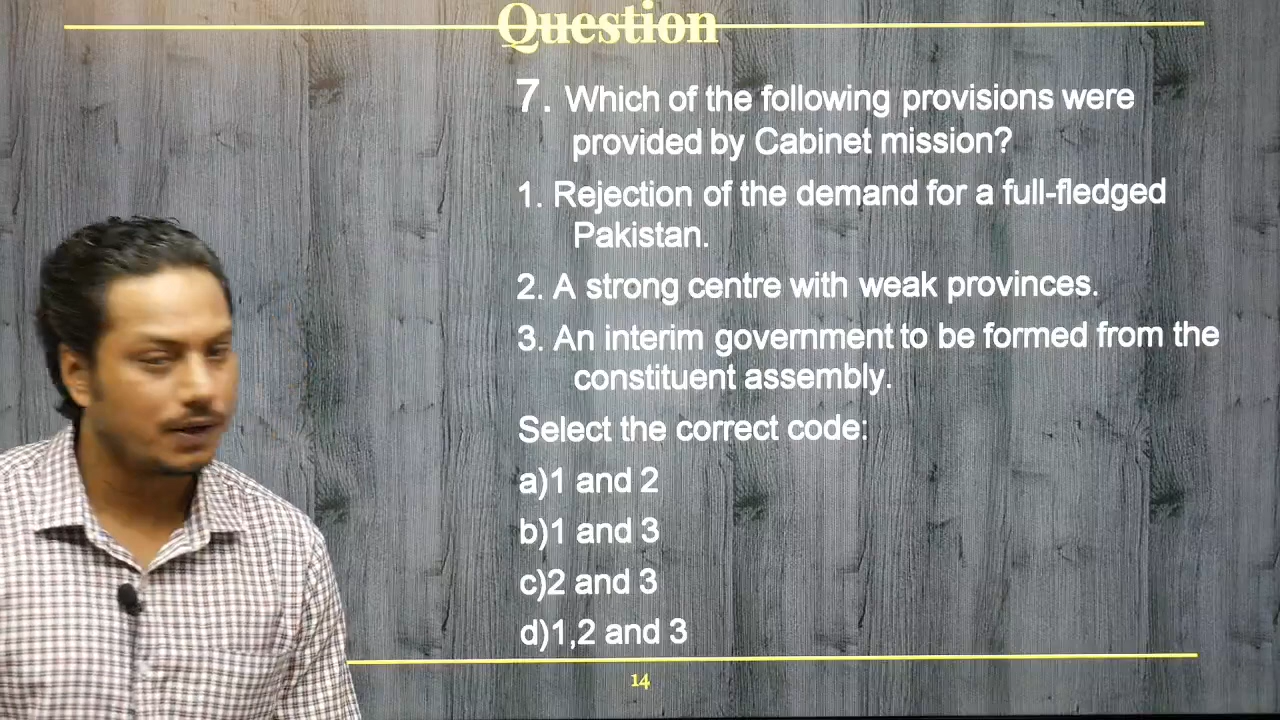 Question
7. Which of the following provisions were
provided by Cabinet mission?
1. Rejection of the demand for a full-fledged
Pakistan.
2. A strong centre with weak provinces.
3. An interim government to be formed from the
constituent assembly.
Select the correct code:
a)1 and 2
b)1 and 3
c)2 and 3
d)1,2 and 3
14